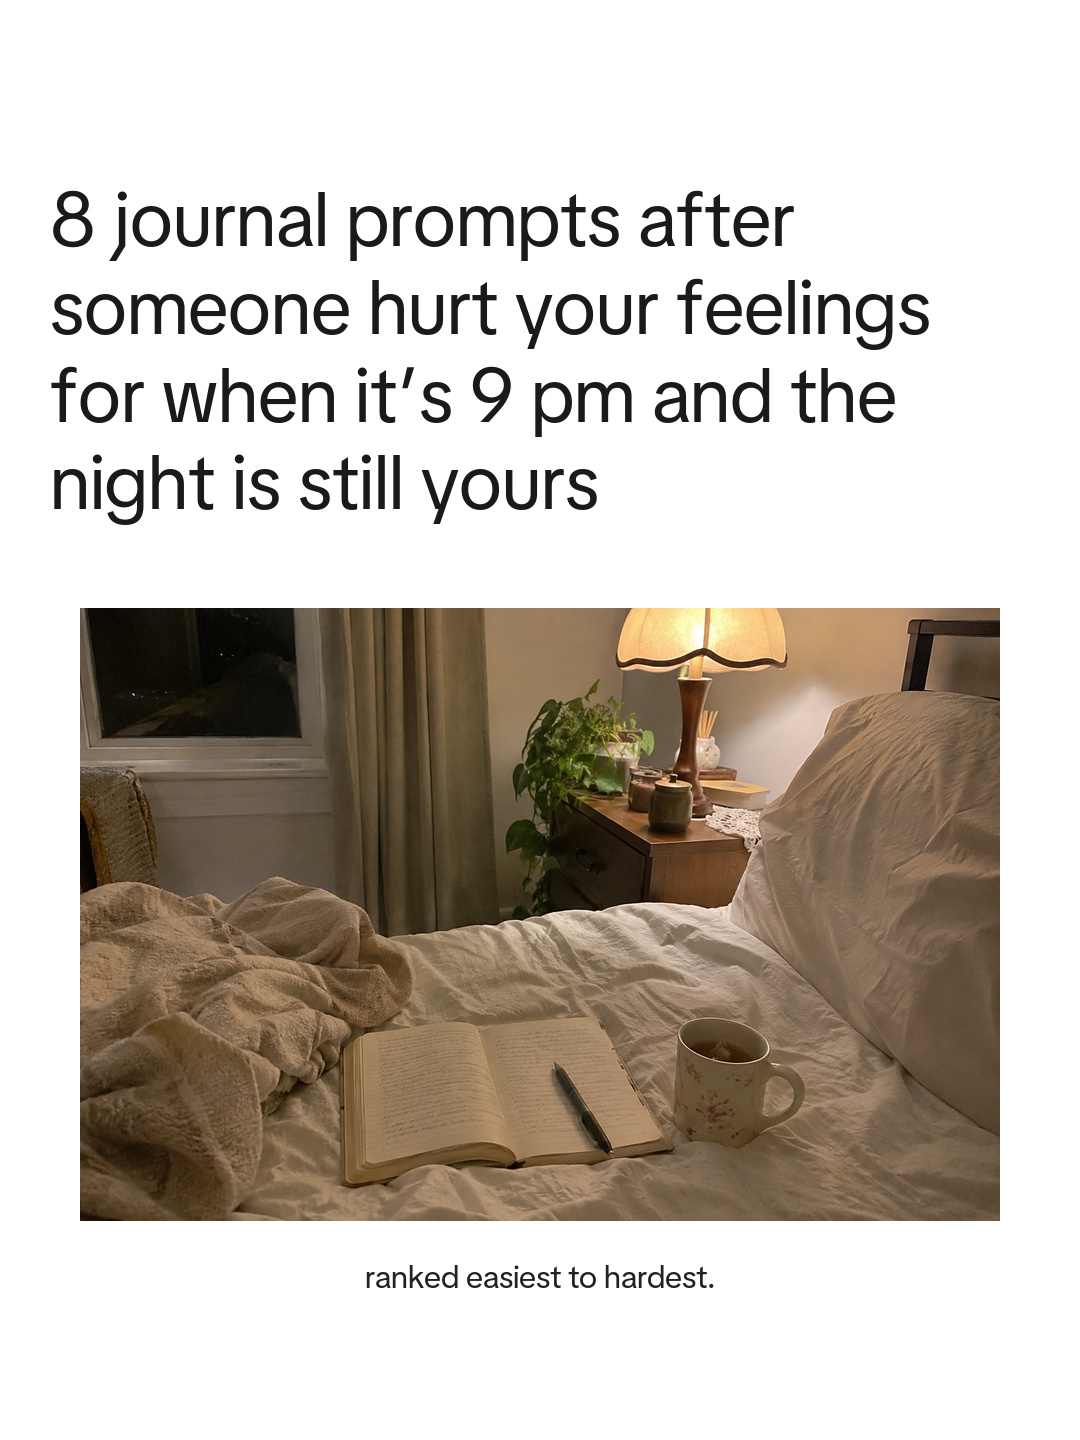 8 journal prompts after
someone hurt your feelings
for when it’s 9 pm and the
night is still yours
ranked easiest to hardest.